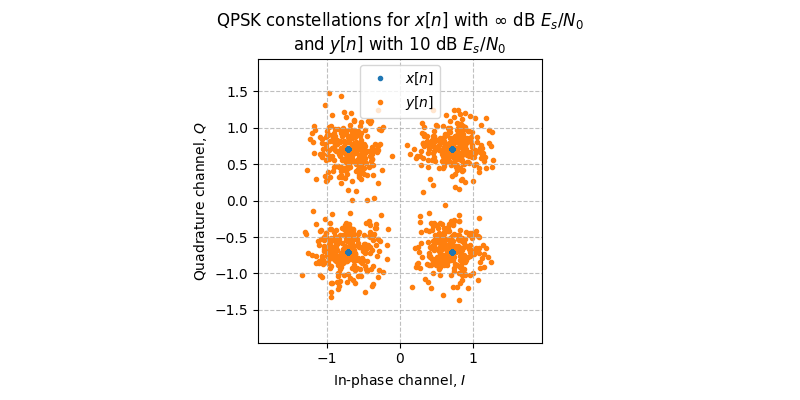 QPSK constellations for x[n] with ∞ dB Es/N0
and y[n] with 10 dB Es/N0
x[n]
y[n]
Quadrature channel, Q
1.5
1.0
0.5
0.0
−0.5
−1.0
−1.5
−1 0 1
In-phase channel, I